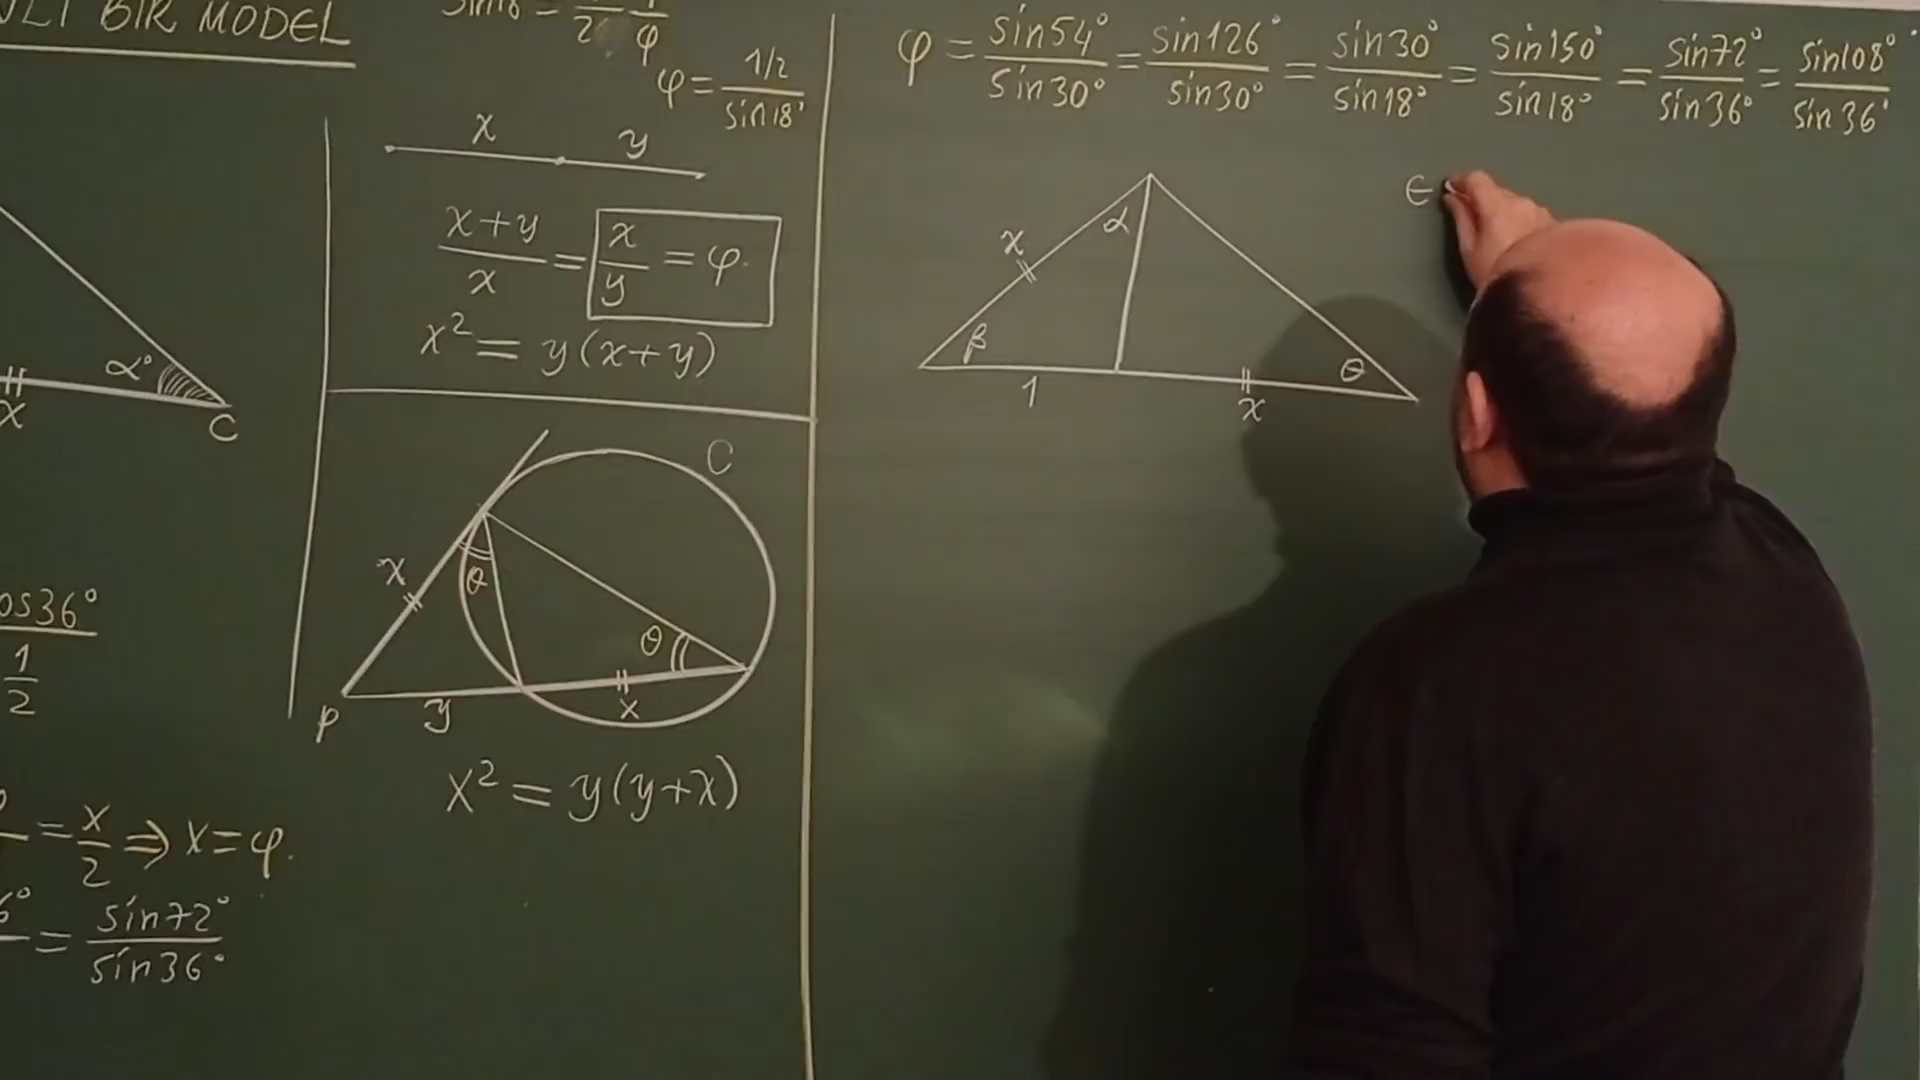 BİR MODEL
φ = 1/2 / sin18°
x y
(x+y)/x = x/y = φ.
x² = y(x+y)
α°
x
C
C
x
θ
θ
P
y
x
x² = y(y+x)
cos36° / (1/2)
= x/2 ⇒ x = φ.
= sin72° / sin36°
φ = sin54°/sin30° = sin126°/sin30° = sin30°/sin18° = sin150°/sin18° = sin72°/sin36° = sin108°/sin36°
α
x
β
θ
1
x
E